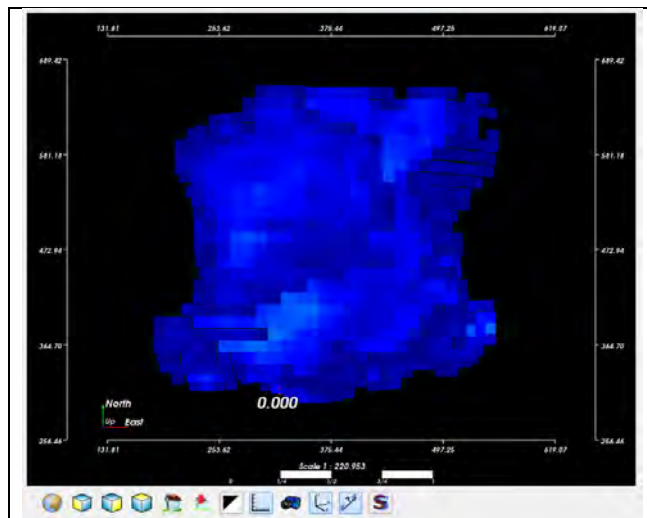 131.81 253.62 375.44 497.25 619.07
689.42 689.42
581.18 581.18
472.94 472.94
364.70 364.70
North
Up East
0.000
256.46 256.46
131.81 253.62 375.44 497.25 619.07
Scale 1 : 220.953
0 1/4 1/2 3/4 1
S